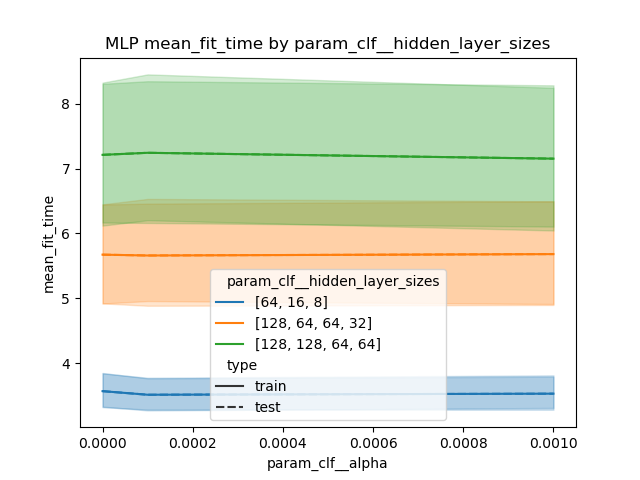 MLP mean_fit_time by param_clf__hidden_layer_sizes
mean_fit_time
8
7
6
5
4
param_clf__hidden_layer_sizes
[64, 16, 8]
[128, 64, 64, 32]
[128, 128, 64, 64]
type
train
test
0.0000 0.0002 0.0004 0.0006 0.0008 0.0010
param_clf__alpha